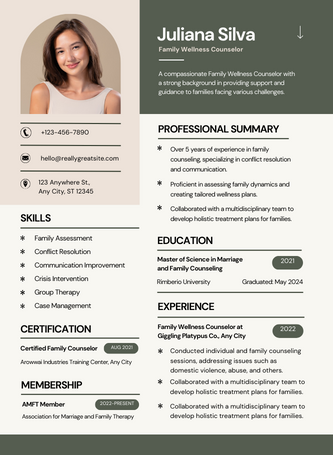 Juliana Silva
Family Wellness Counselor
A compassionate Family Wellness Counselor with
a strong background in providing support and
guidance to families facing various challenges.
+123-456-7890
hello@reallygreatsite.com
123 Anywhere St.,
Any City, ST 12345
SKILLS
Family Assessment
Conflict Resolution
Communication Improvement
Crisis Intervention
Group Therapy
Case Management
CERTIFICATION
Certified Family Counselor AUG 2021
Arowwai Industries Training Center, Any City
MEMBERSHIP
AMFT Member 2022-PRESENT
Association for Marriage and Family Therapy
PROFESSIONAL SUMMARY
Over 5 years of experience in family
counseling, specializing in conflict resolution
and communication.
Proficient in assessing family dynamics and
creating tailored wellness plans.
Collaborated with a multidisciplinary team to
develop holistic treatment plans for families.
EDUCATION
Master of Science in Marriage
and Family Counseling
2021
Rimberio University Graduated: May 2024
EXPERIENCE
Family Wellness Counselor at
Giggling Platypus Co., Any City
2022
Conducted individual and family counseling
sessions, addressing issues such as
domestic violence, abuse, and others.
Collaborated with a multidisciplinary team to
develop holistic treatment plans for families.
Collaborated with a multidisciplinary team to
develop holistic treatment plans for families.